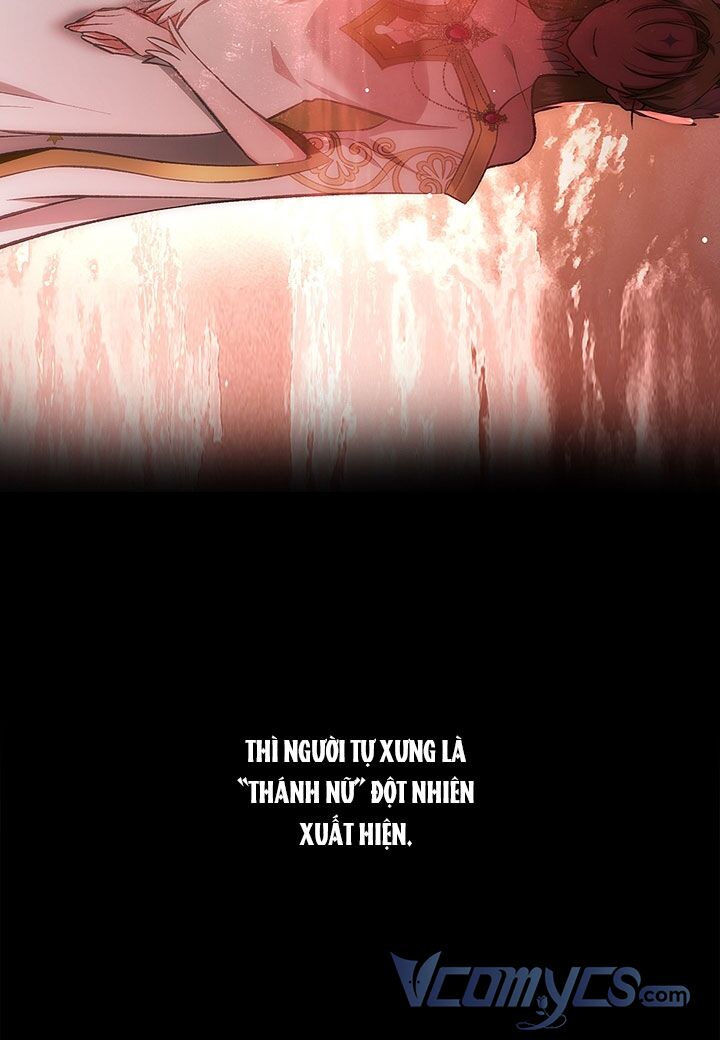 THÌ NGƯỜI TỰ XƯNG LÀ
"THÁNH NỮ" ĐỘT NHIÊN
XUẤT HIỆN.
VCOMYCS.COM